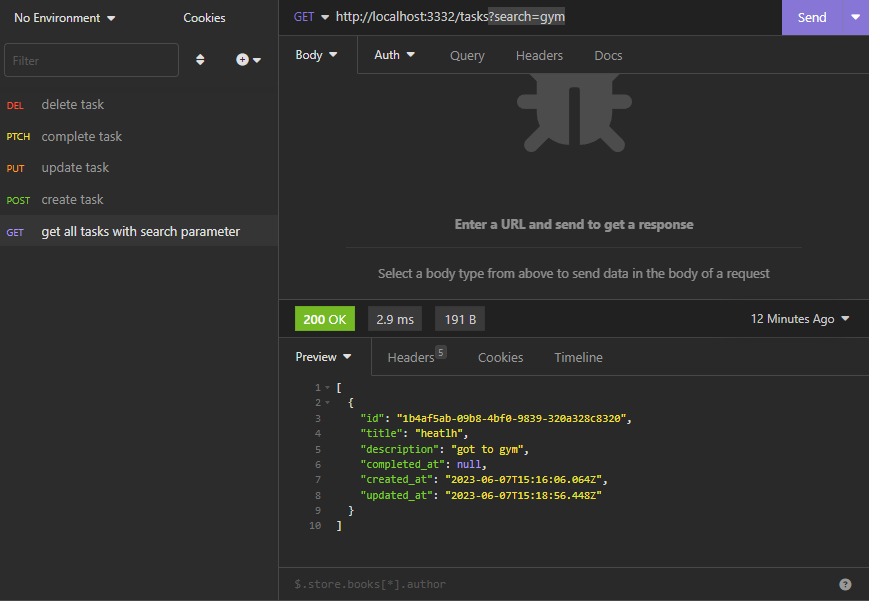 No Environment
Cookies
Filter
DEL delete task
PTCH complete task
PUT update task
POST create task
GET get all tasks with search parameter
GET http://localhost:3332/tasks?search=gym
Send
Body Auth Query Headers Docs
Enter a URL and send to get a response
Select a body type from above to send data in the body of a request
200 OK 2.9 ms 191 B 12 Minutes Ago
Preview Headers 5 Cookies Timeline
1 [
2 {
3 "id": "1b4af5ab-09b8-4bf0-9839-320a328c8320",
4 "title": "heatlh",
5 "description": "got to gym",
6 "completed_at": null,
7 "created_at": "2023-06-07T15:16:06.064Z",
8 "updated_at": "2023-06-07T15:18:56.448Z"
9 }
10 ]
$.store.books[*].author
?